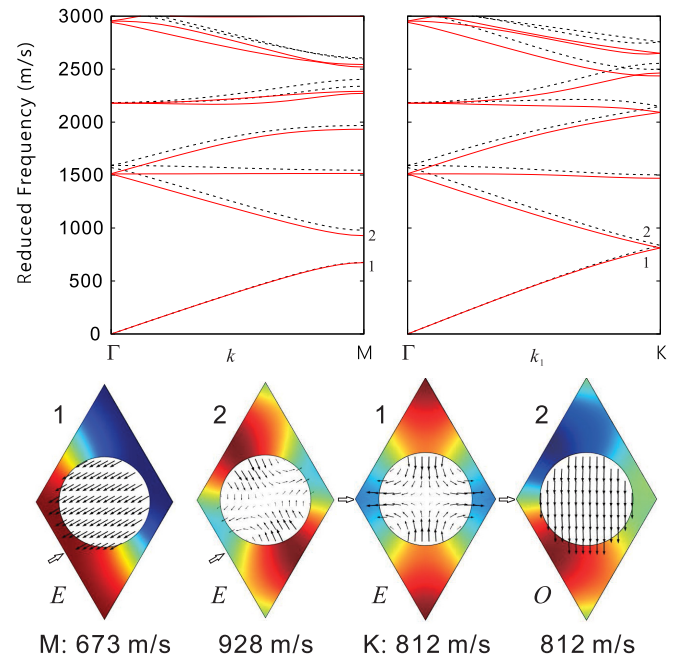 3000
2500
2000
1500
1000
500
0
Reduced Frequency (m/s)
2
1
2
1
Γ k M
Γ k₁ K
1 2 1 2
E E E O
M: 673 m/s 928 m/s K: 812 m/s 812 m/s